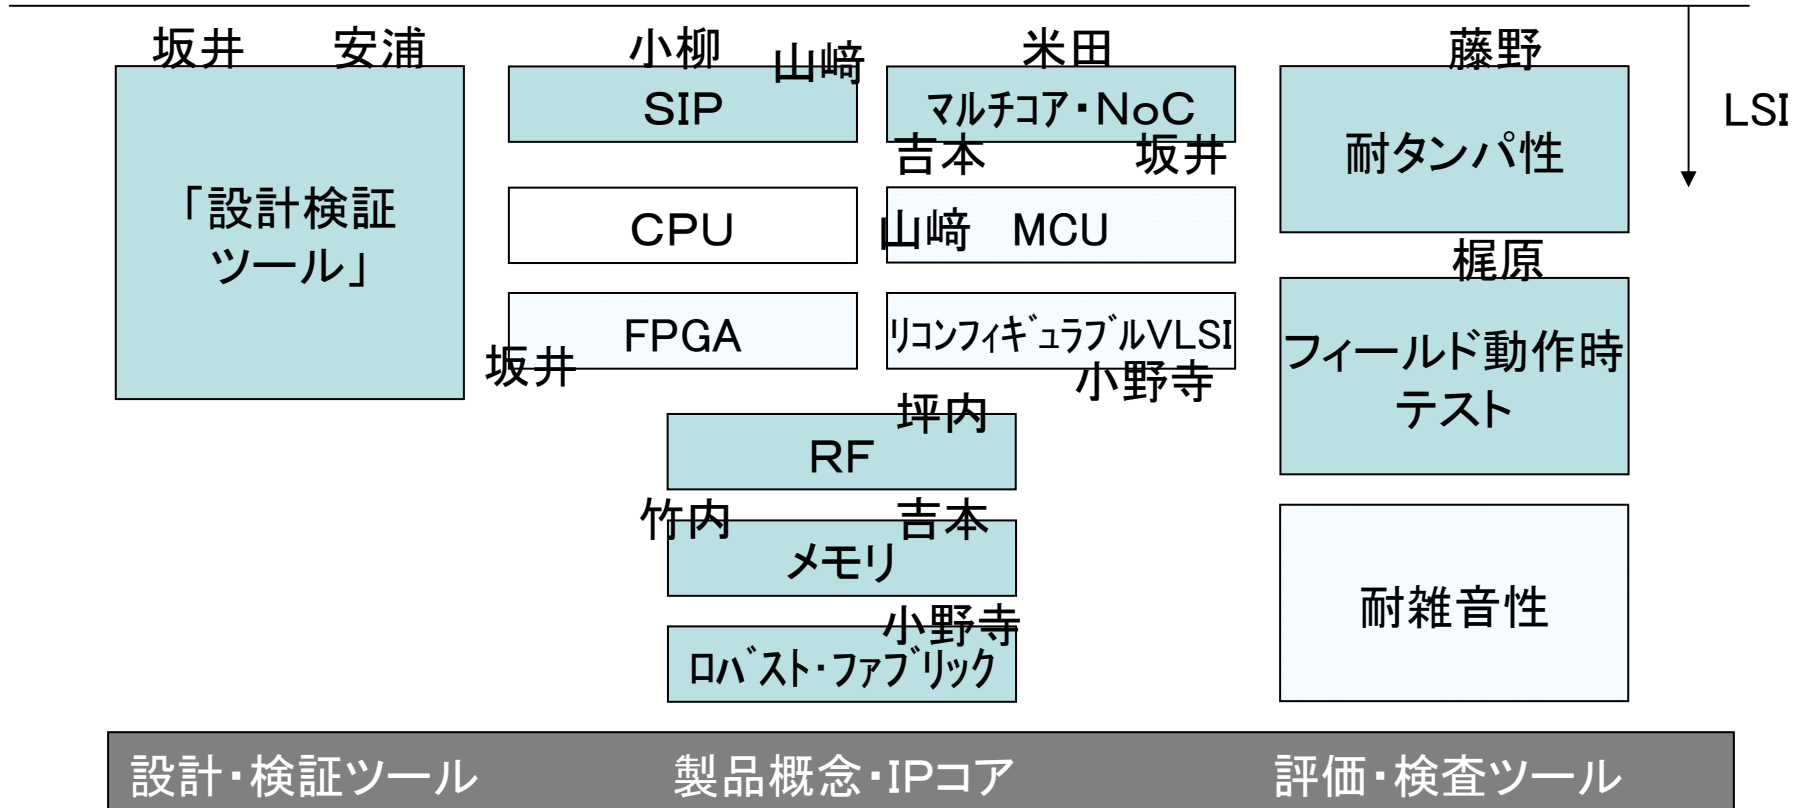 坂井 安浦 小柳 山﨑 米田 藤野
SIP
マルチコア・NoC
LSI
吉本 坂井
耐タンパ性
「設計検証
ツール」
CPU
山﨑 MCU
梶原
FPGA
リコンフィギュラブルVLSI
フィールド動作時
テスト
坂井
小野寺
坪内
RF
竹内 吉本
メモリ
耐雑音性
小野寺
ロバスト・ファブリック
設計・検証ツール 製品概念・IPコア 評価・検査ツール